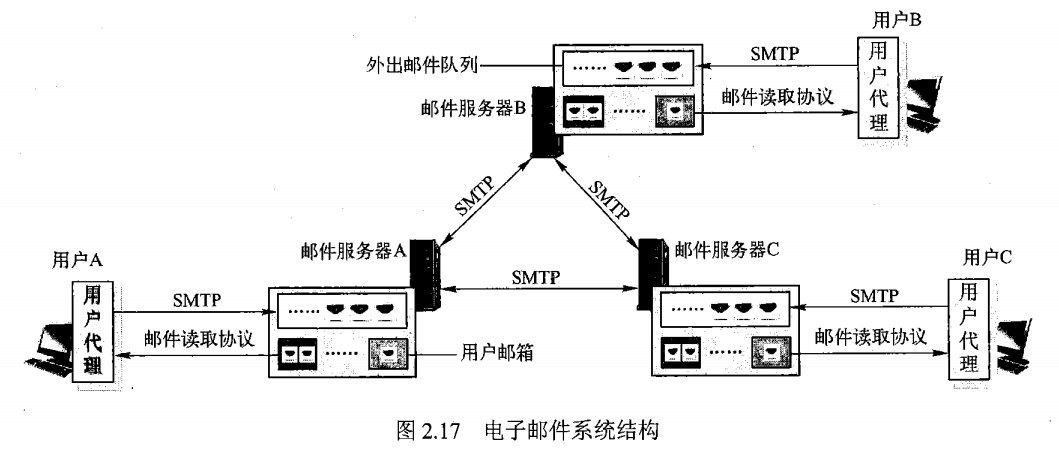 用户B
SMTP
外出邮件队列
用户代理
邮件服务器B
邮件读取协议
SMTP
SMTP
邮件服务器A
邮件服务器C
用户A
用户C
SMTP
SMTP
SMTP
用户代理
用户代理
邮件读取协议
用户邮箱
邮件读取协议
图 2.17 电子邮件系统结构